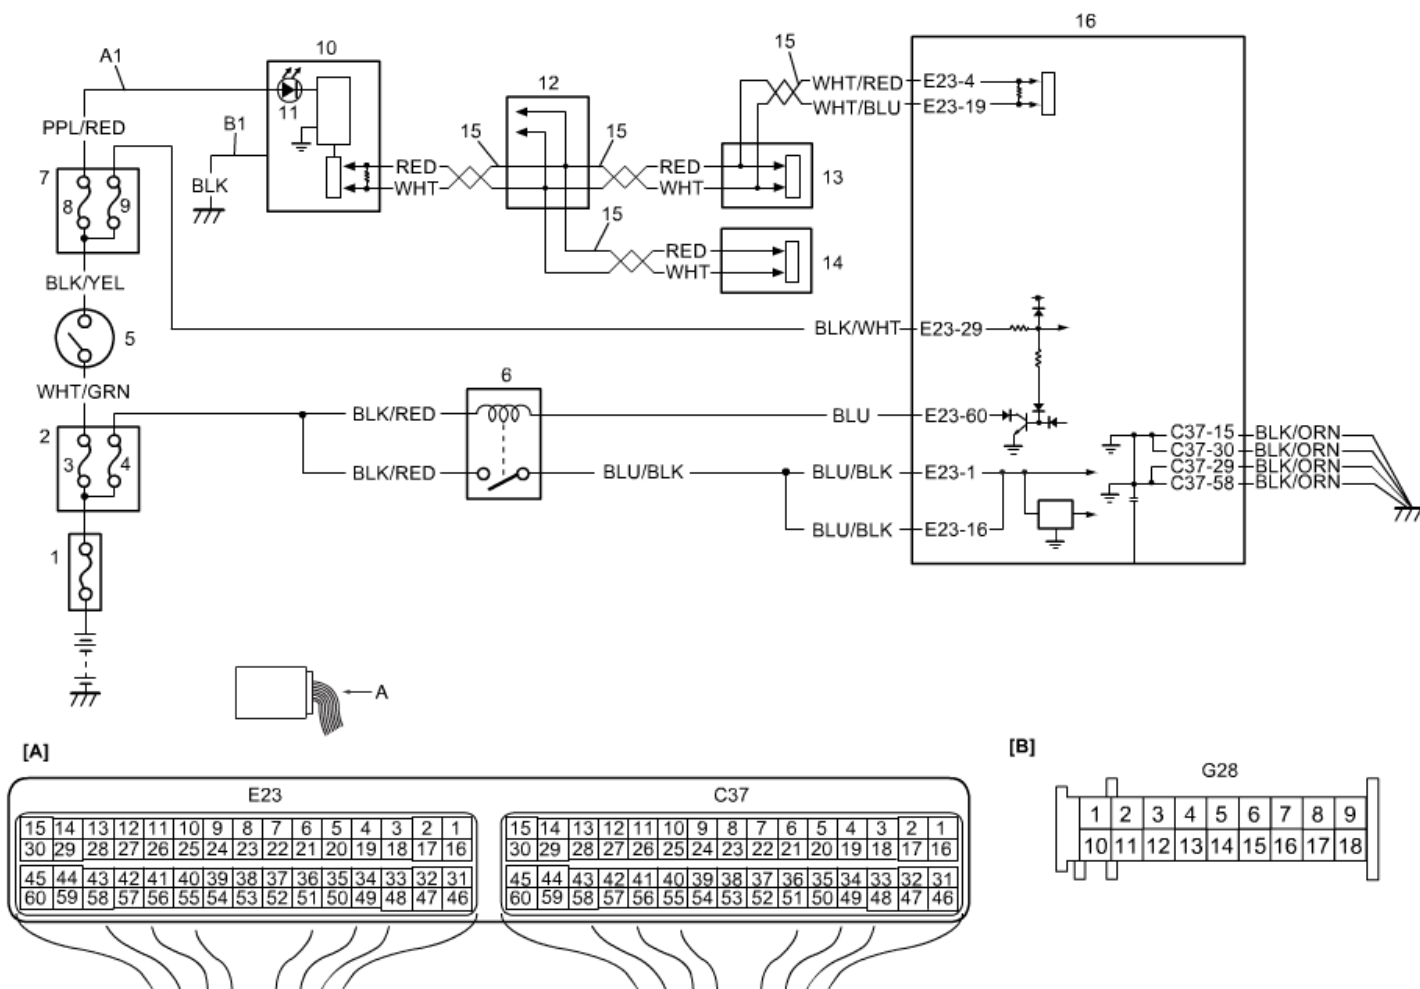 16
A1
10
15
WHT/RED E23-4
12
WHT/BLU E23-19
11
PPL/RED
B1
15
15
RED
RED
7
WHT
WHT
13
BLK
8
9
15
RED
14
WHT
BLK/YEL
BLK/WHT E23-29
5
6
WHT/GRN
BLK/RED
BLU
E23-60
C37-15 BLK/ORN
2
C37-30 BLK/ORN
3
4
BLK/RED
BLU/BLK
BLU/BLK
E23-1
C37-29 BLK/ORN
C37-58 BLK/ORN
BLU/BLK
E23-16
1
A
[A]
[B]
G28
E23
C37
15 14 13 12 11 10 9 8 7 6 5 4 3 2 1
30 29 28 27 26 25 24 23 22 21 20 19 18 17 16
45 44 43 42 41 40 39 38 37 36 35 34 33 32 31
60 59 58 57 56 55 54 53 52 51 50 49 48 47 46
15 14 13 12 11 10 9 8 7 6 5 4 3 2 1
30 29 28 27 26 25 24 23 22 21 20 19 18 17 16
45 44 43 42 41 40 39 38 37 36 35 34 33 32 31
60 59 58 57 56 55 54 53 52 51 50 49 48 47 46
1 2 3 4 5 6 7 8 9
10 11 12 13 14 15 16 17 18